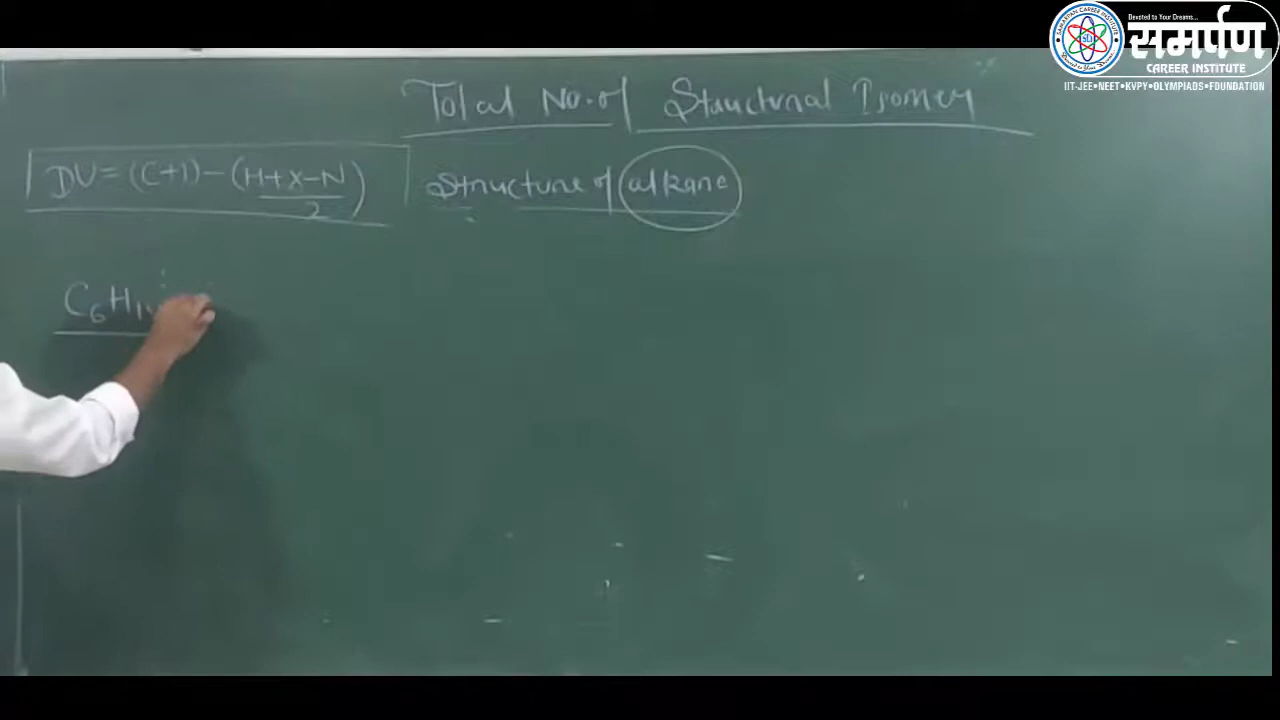 Devoted to Your Dreams...
समर्पण
CAREER INSTITUTE
IIT-JEE•NEET•KVPY•OLYMPIADS•FOUNDATION
Total No. of Structural Isomer
DU = (C+1) - (H+X-N/2)
Structure of alkane
C₆H₁